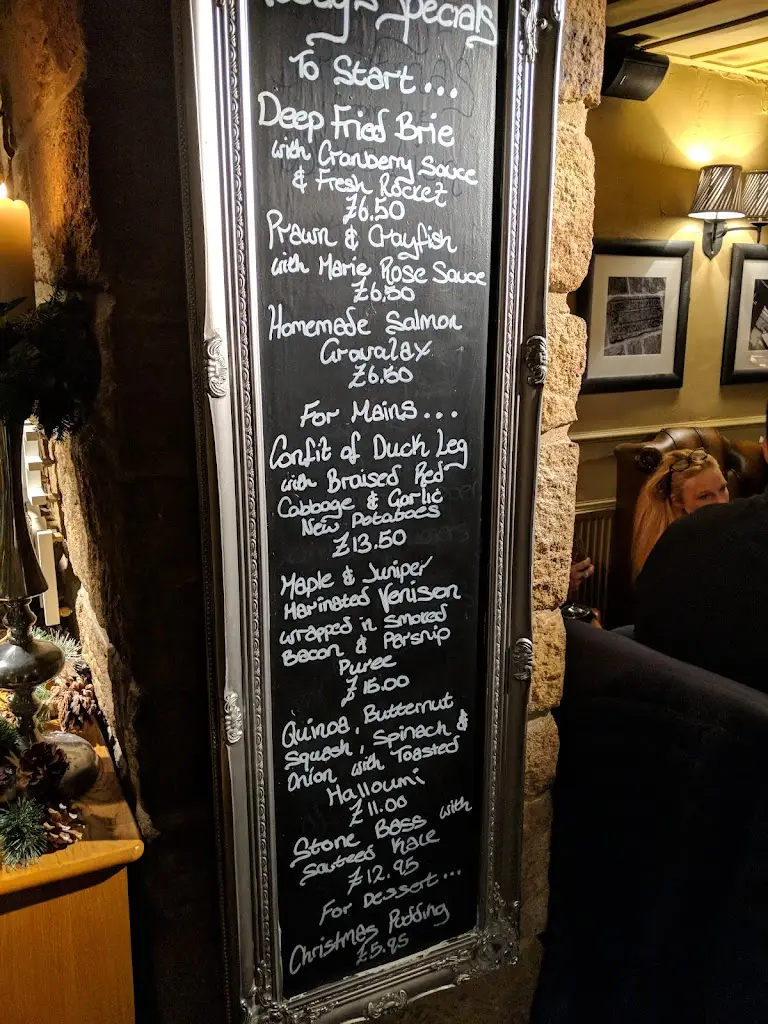 Today's Specials
To Start...
Deep Fried Brie
with Cranberry Sauce
& Fresh Rocket
£6.50
Prawn & Crayfish
with Marie Rose Sauce
£6.50
Homemade Salmon
Gravalax
£6.50
For Mains...
Confit of Duck Leg
with Braised Red
Cabbage & Garlic
New Potatoes
£13.50
Maple & Juniper
Marinated Venison
wrapped in smoked
Bacon & Parsnip
Puree
£15.00
Quinoa, Butternut
Squash, Spinach &
Onion with Toasted
Halloumi
£11.00
Stone Bass with
Sauteed Kale
£12.95
For Dessert...
Christmas Pudding
£5.95